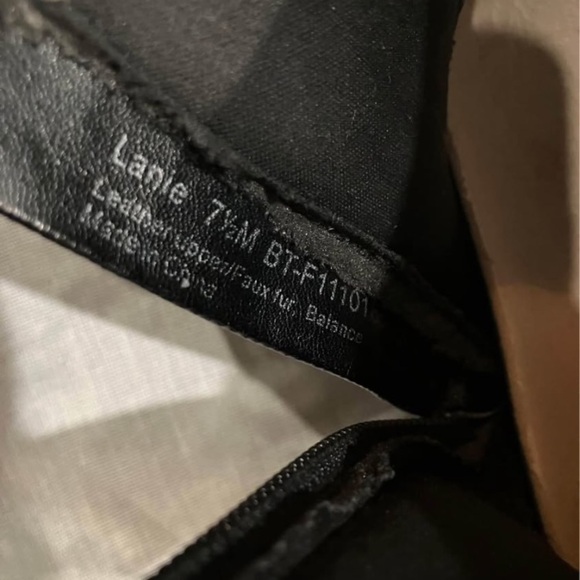 Lanie 7½M BT-F11101
Leather upper/Faux fur Balance
Made in China